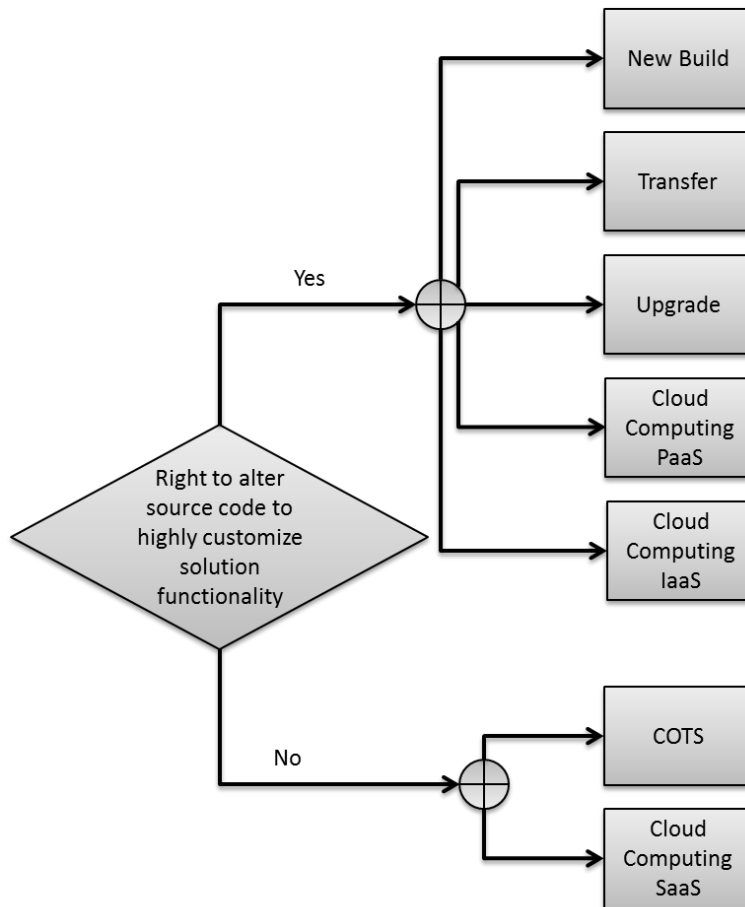 New Build
Transfer
Yes
Upgrade
Cloud
Computing
PaaS
Right to alter
source code to
highly customize
solution
functionality
Cloud
Computing
IaaS
No
COTS
Cloud
Computing
SaaS